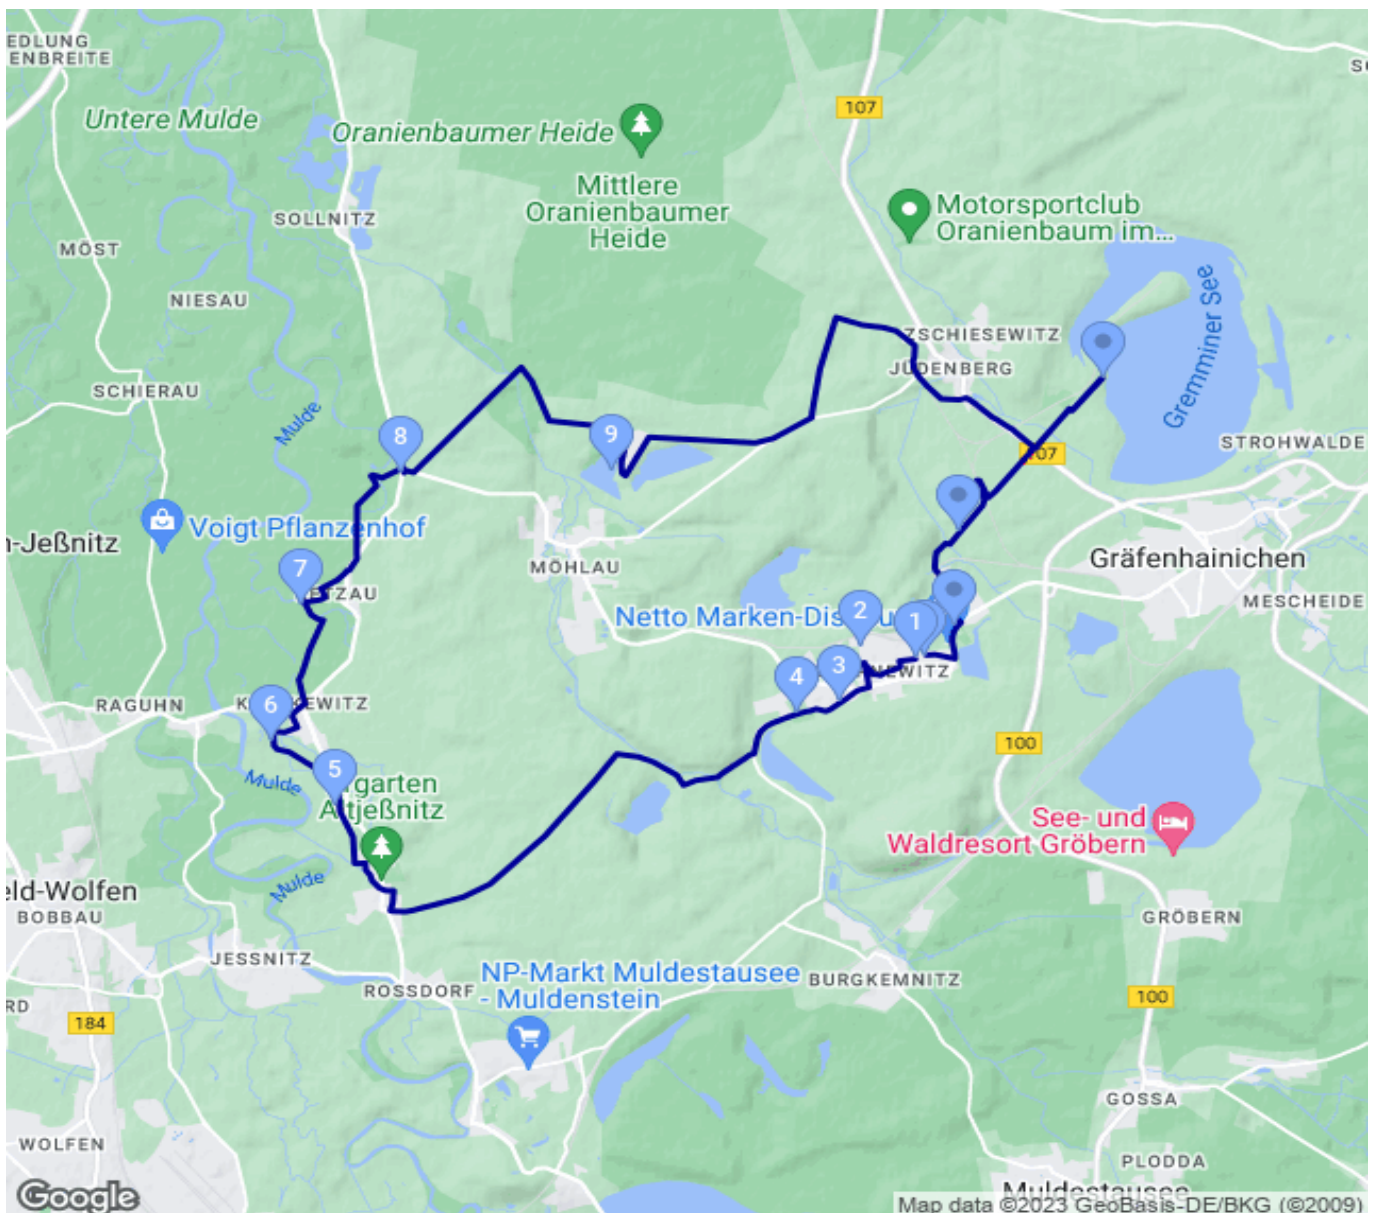 EDLUNG
ENBREITE
Untere Mulde
Oranienbaumer Heide
107
Mittlere
Oranienbaumer
Heide
Motorsportclub
Oranienbaum im...
SOLLNITZ
MÖST
NIESAU
Gremminer See
ZSCHIESEWITZ
JÜDENBERG
SCHIERAU
Mulde
8
9
STROHWALDE
107
Voigt Pflanzenhof
n-Jeßnitz
Gräfenhainichen
7
MÖHLAU
MESCHEIDE
Netto Marken-Dis
2
1
3
4
RAGUHN
6
100
5
Mulde
Altjeßnitz
See- und
Waldresort Gröbern
Mulde
eld-Wolfen
BOBBAU
GRÖBERN
JESSNITZ
ROSSDORF
NP-Markt Muldestausee
- Muldenstein
BURGKEMNITZ
100
RD
184
GOSSA
WOLFEN
PLODDA
Muldestausee
Google
Map data ©2023 GeoBasis-DE/BKG (©2009)